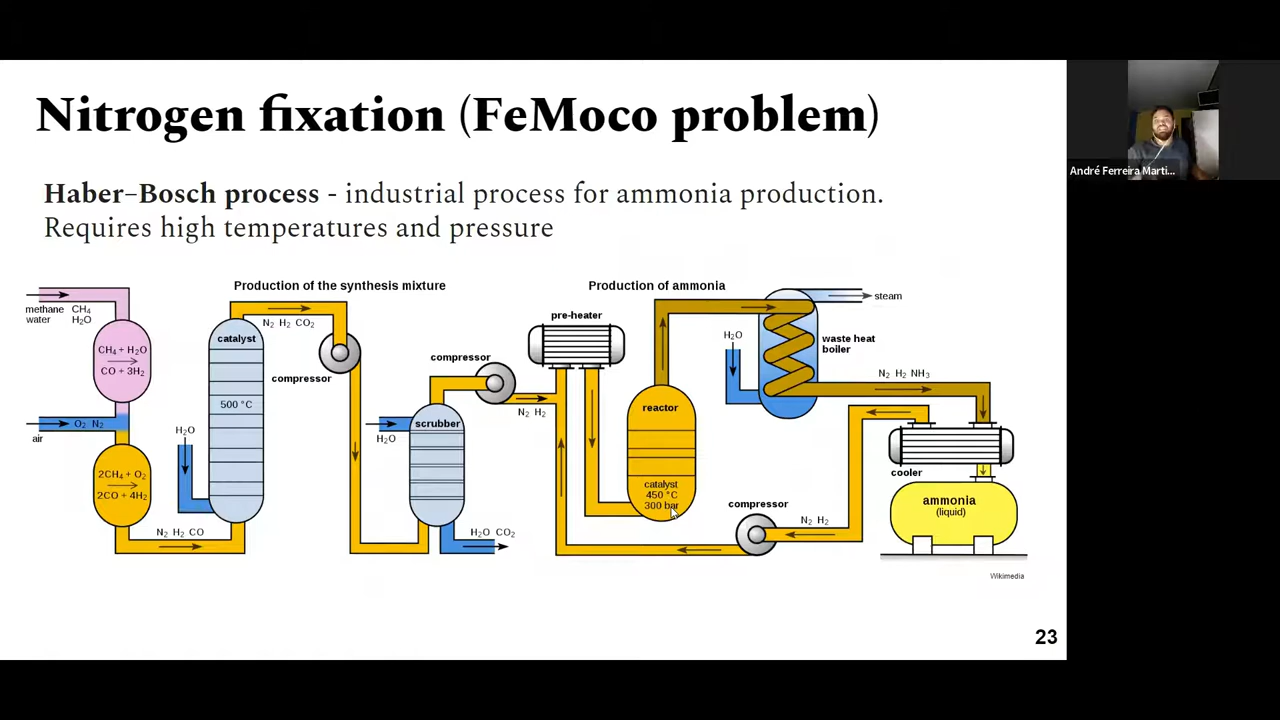 Nitrogen fixation (FeMoco problem)
Haber–Bosch process - industrial process for ammonia production.
Requires high temperatures and pressure
Production of the synthesis mixture
Production of ammonia
methane
water
CH₄
H₂O
CH₄ + H₂O
CO + 3H₂
air
O₂ N₂
2CH₄ + O₂
2CO + 4H₂
N₂ H₂ CO
H₂O
catalyst
500 °C
N₂ H₂ CO₂
compressor
H₂O
scrubber
H₂O CO₂
compressor
N₂ H₂
pre-heater
reactor
catalyst
450 °C
300 bar
H₂O
steam
waste heat
boiler
N₂ H₂ NH₃
cooler
ammonia
(liquid)
compressor
N₂ H₂
Wikimedia
23
André Ferreira Marti...